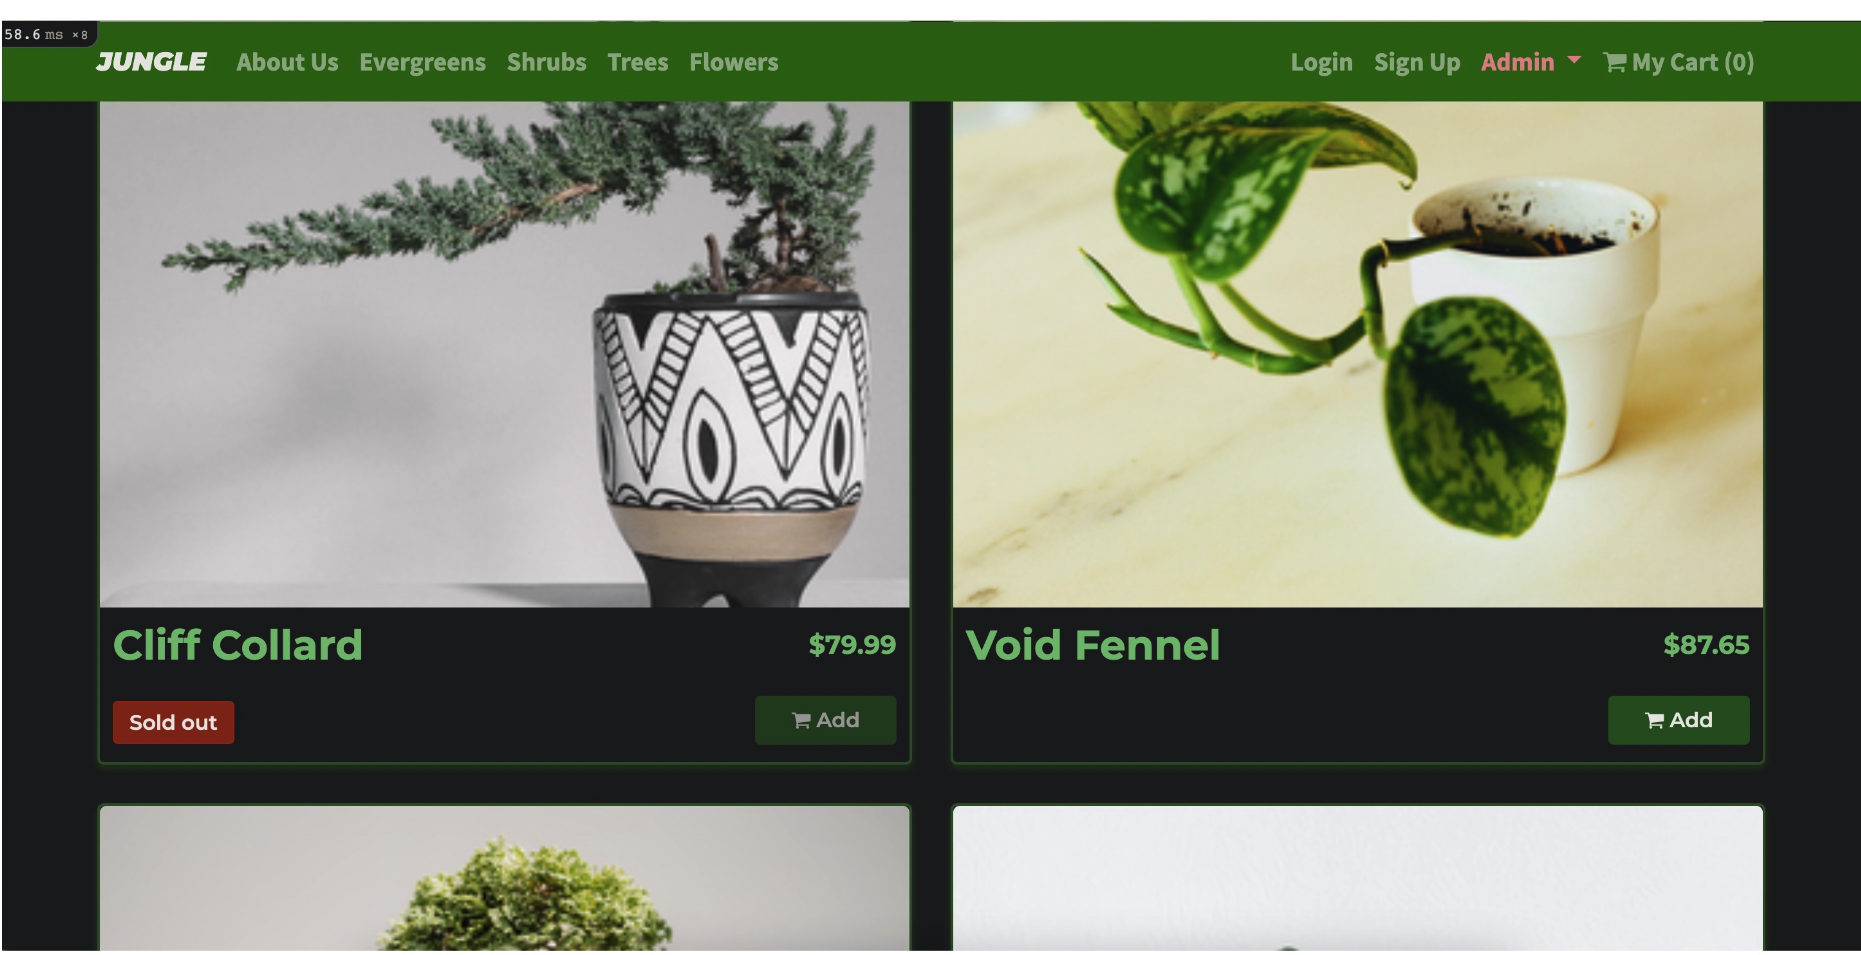 58.6 ms ×8
JUNGLE About Us Evergreens Shrubs Trees Flowers Login Sign Up Admin My Cart (0)
Cliff Collard $79.99
Sold out Add
Void Fennel $87.65
Add